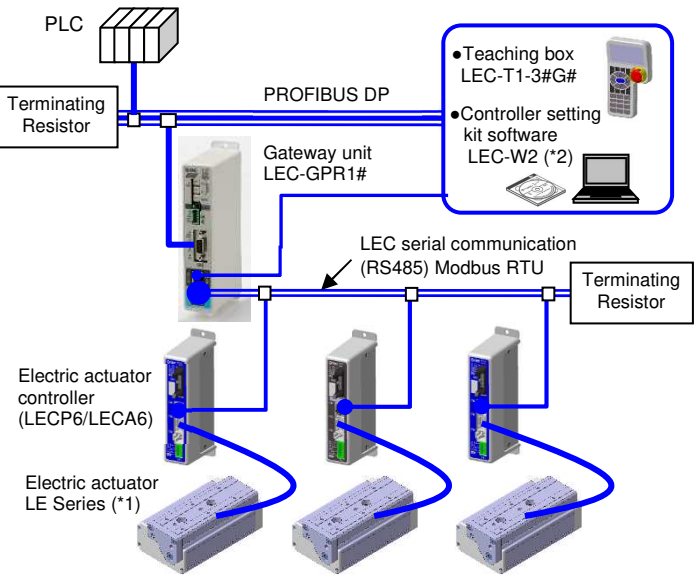 PLC
Terminating
Resistor
PROFIBUS DP
●Teaching box
LEC-T1-3#G#
●Controller setting
kit software
LEC-W2 (*2)
Gateway unit
LEC-GPR1#
LEC serial communication
(RS485) Modbus RTU
Terminating
Resistor
Electric actuator
controller
(LECP6/LECA6)
Electric actuator
LE Series (*1)